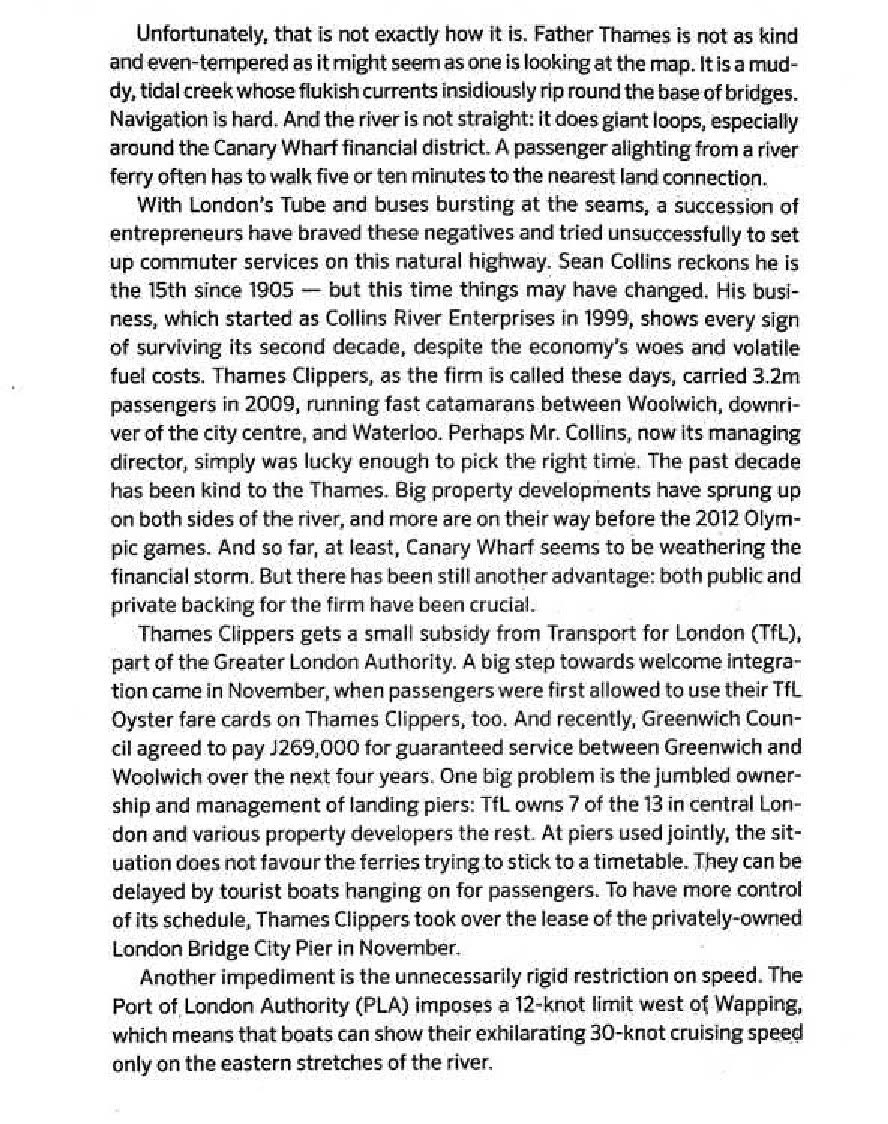 Unfortunately, that is not exactly how it is. Father Thames is not as kind
and even-tempered as it might seem as one is looking at the map. It is a mud-
dy, tidal creek whose flukish currents insidiously rip round the base of bridges.
Navigation is hard. And the river is not straight: it does giant loops, especially
around the Canary Wharf financial district. A passenger alighting from a river
ferry often has to walk five or ten minutes to the nearest land connection.
With London's Tube and buses bursting at the seams, a succession of
entrepreneurs have braved these negatives and tried unsuccessfully to set
up commuter services on this natural highway. Sean Collins reckons he is
the 15th since 1905 — but this time things may have changed. His busi-
ness, which started as Collins River Enterprises in 1999, shows every sign
of surviving its second decade, despite the economy's woes and volatile
fuel costs. Thames Clippers, as the firm is called these days, carried 3.2m
passengers in 2009, running fast catamarans between Woolwich, downri-
ver of the city centre, and Waterloo. Perhaps Mr. Collins, now its managing
director, simply was lucky enough to pick the right time. The past decade
has been kind to the Thames. Big property developments have sprung up
on both sides of the river, and more are on their way before the 2012 Olym-
pic games. And so far, at least, Canary Wharf seems to be weathering the
financial storm. But there has been still another advantage: both public and
private backing for the firm have been crucial.
Thames Clippers gets a small subsidy from Transport for London (TfL),
part of the Greater London Authority. A big step towards welcome integra-
tion came in November, when passengers were first allowed to use their TfL
Oyster fare cards on Thames Clippers, too. And recently, Greenwich Coun-
cil agreed to pay J269,000 for guaranteed service between Greenwich and
Woolwich over the next four years. One big problem is the jumbled owner-
ship and management of landing piers: TfL owns 7 of the 13 in central Lon-
don and various property developers the rest. At piers used jointly, the sit-
uation does not favour the ferries trying to stick to a timetable. They can be
delayed by tourist boats hanging on for passengers. To have more control
of its schedule, Thames Clippers took over the lease of the privately-owned
London Bridge City Pier in November.
Another impediment is the unnecessarily rigid restriction on speed. The
Port of London Authority (PLA) imposes a 12-knot limit west of Wapping,
which means that boats can show their exhilarating 30-knot cruising speed
only on the eastern stretches of the river.